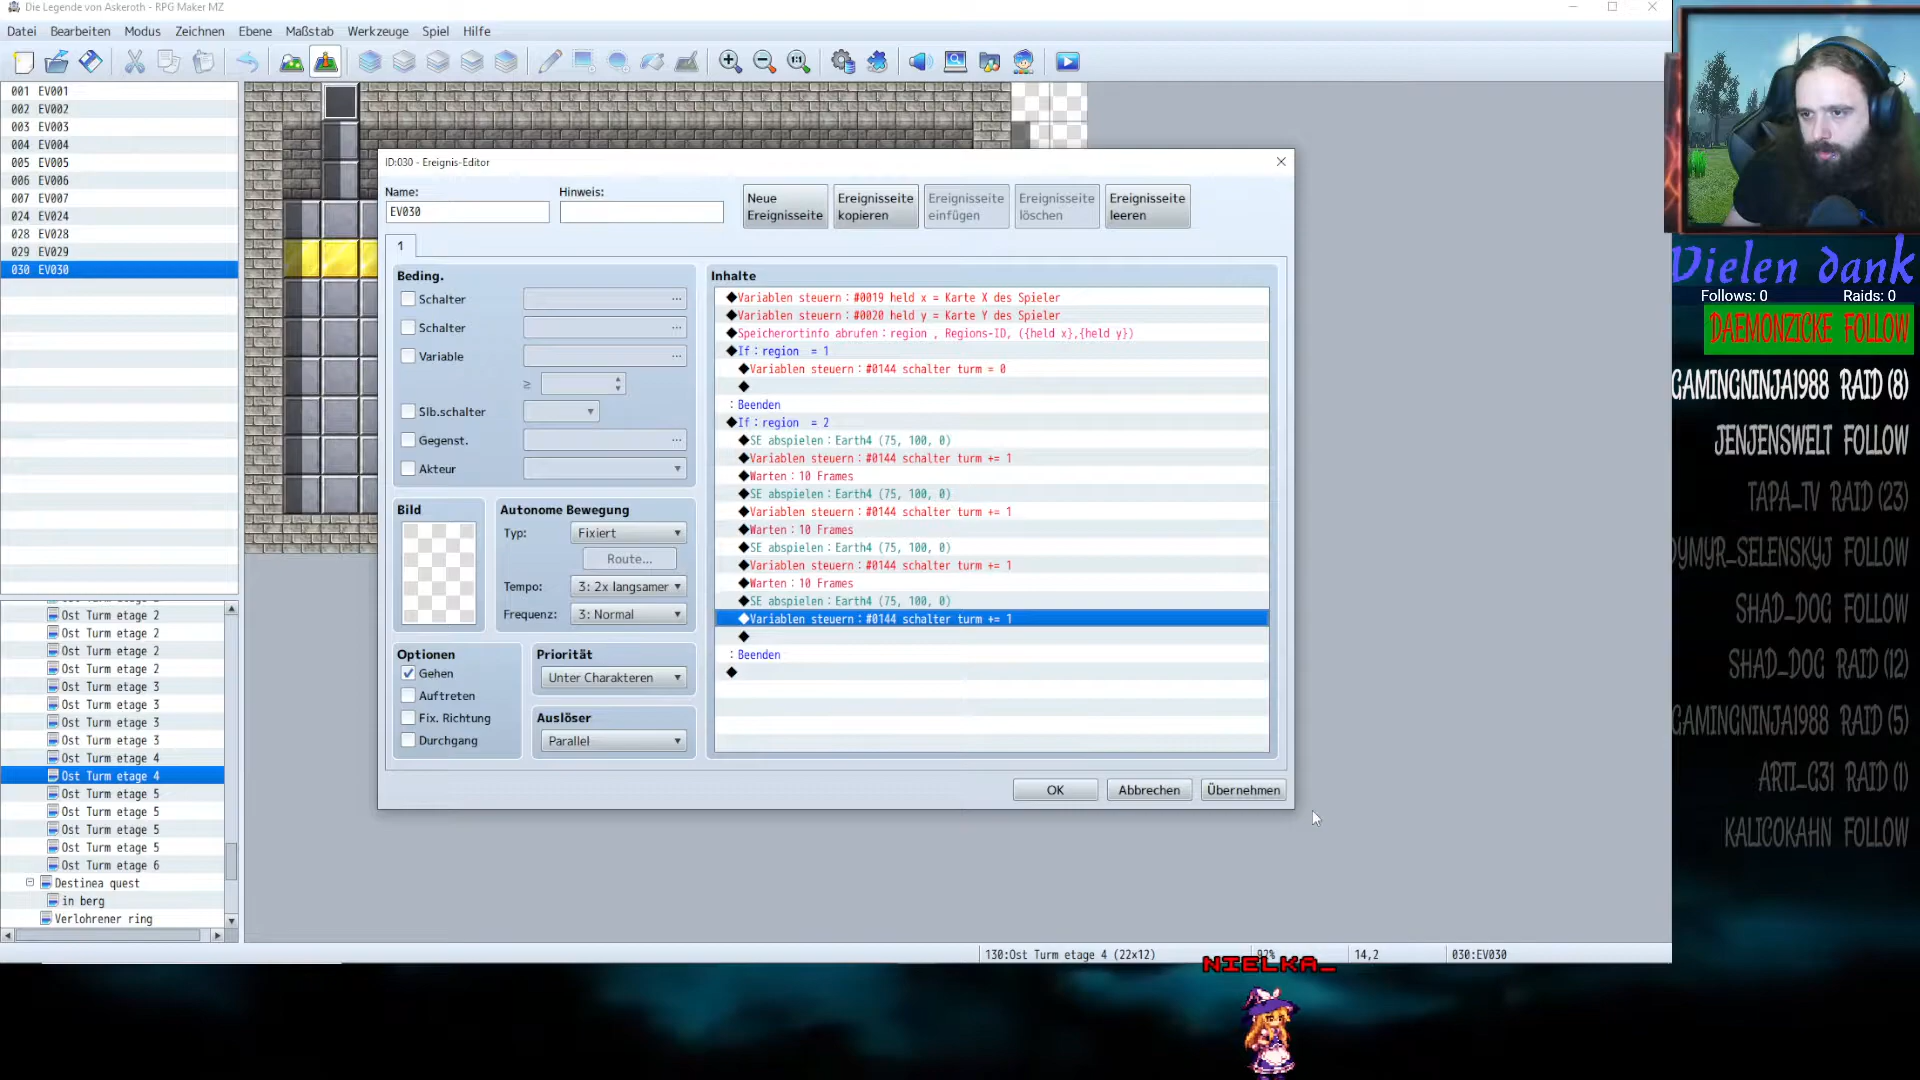 Die Legende von Askeroth - RPG Maker MZ
Datei Bearbeiten Modus Zeichnen Ebene Maßstab Werkzeuge Spiel Hilfe
001 EV001
002 EV002
003 EV003
004 EV004
005 EV005
006 EV006
007 EV007
024 EV024
028 EV028
029 EV029
030 EV030
Ost Turm etage 2
Ost Turm etage 2
Ost Turm etage 2
Ost Turm etage 2
Ost Turm etage 3
Ost Turm etage 3
Ost Turm etage 3
Ost Turm etage 3
Ost Turm etage 4
Ost Turm etage 4
Ost Turm etage 5
Ost Turm etage 5
Ost Turm etage 5
Ost Turm etage 5
Ost Turm etage 6
Destinea quest
in berg
Verlohrener ring
ID:030 - Ereignis-Editor
Name:
EV030
Hinweis:
Neue Ereignisseite
Ereignisseite kopieren
Ereignisseite einfügen
Ereignisseite löschen
Ereignisseite leeren
1
Beding.
Schalter ...
Schalter ...
Variable ...
≥
Slb.schalter
Gegenst. ...
Akteur
Bild
Autonome Bewegung
Typ: Fixiert
Route...
Tempo: 3: 2x langsamer
Frequenz: 3: Normal
Optionen
Gehen
Auftreten
Fix. Richtung
Durchgang
Priorität
Unter Charakteren
Auslöser
Parallel
Inhalte
◆Variablen steuern：#0019 held x = Karte X des Spieler
◆Variablen steuern：#0020 held y = Karte Y des Spieler
◆Speicherortinfo abrufen：region , Regions-ID, ({held x},{held y})
◆If：region = 1
◆Variablen steuern：#0144 schalter turm = 0
◆
：Beenden
◆If：region = 2
◆SE abspielen：Earth4 (75, 100, 0)
◆Variablen steuern：#0144 schalter turm += 1
◆Warten：10 Frames
◆SE abspielen：Earth4 (75, 100, 0)
◆Variablen steuern：#0144 schalter turm += 1
◆Warten：10 Frames
◆SE abspielen：Earth4 (75, 100, 0)
◆Variablen steuern：#0144 schalter turm += 1
◆Warten：10 Frames
◆SE abspielen：Earth4 (75, 100, 0)
◆Variablen steuern：#0144 schalter turm += 1
◆
：Beenden
◆
OK Abbrechen Übernehmen
130:Ost Turm etage 4 (22x12) 92% 14,2 030:EV030
NIELKA_
Vielen dank
Follows: 0 Raids: 0
DAEMONZICKE FOLLOW
GAMINGNINJA1988 RAID (8)
JENJENSWELT FOLLOW
TAPA_TV RAID (23)
DYMYR_SELENSKYJ FOLLOW
SHAD_DOG FOLLOW
SHAD_DOG RAID (12)
GAMINGNINJA1988 RAID (5)
ARTI_G31 RAID (1)
KALICOKAHN FOLLOW